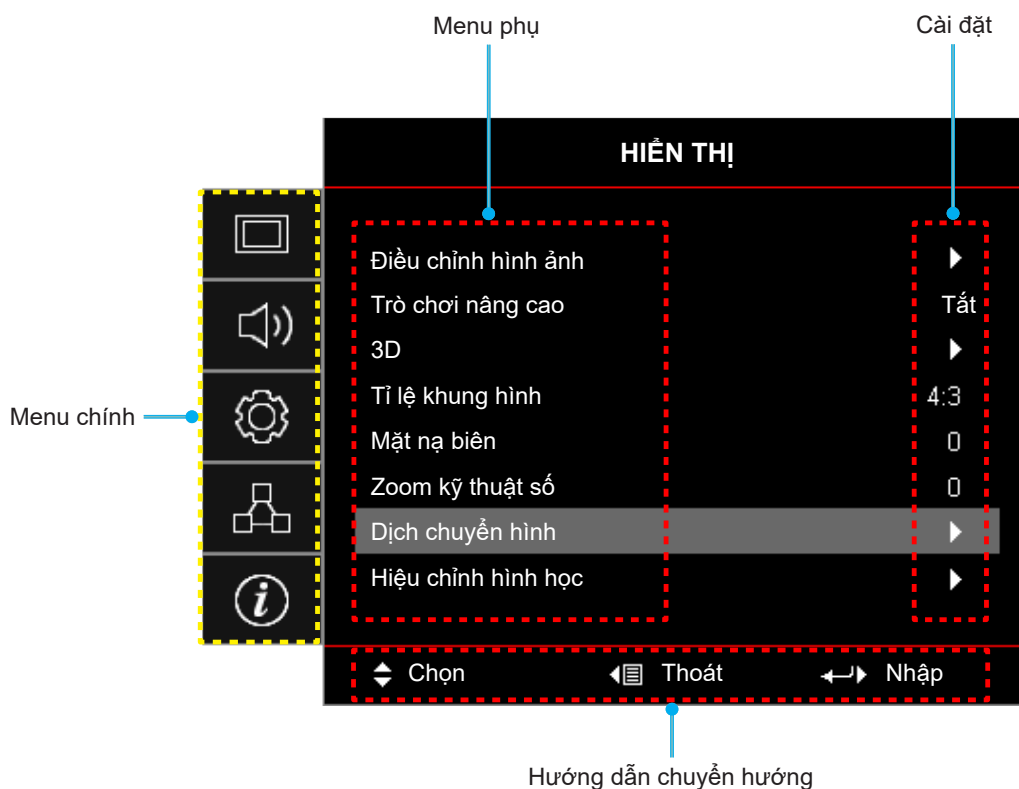 Menu phụ
Cài đặt
HIỂN THỊ
Điều chỉnh hình ảnh
Trò chơi nâng cao Tắt
3D
Tỉ lệ khung hình 4:3
Menu chính
Mặt nạ biên 0
Zoom kỹ thuật số 0
Dịch chuyển hình
Hiệu chỉnh hình học
i
Chọn Thoát Nhập
Hướng dẫn chuyển hướng